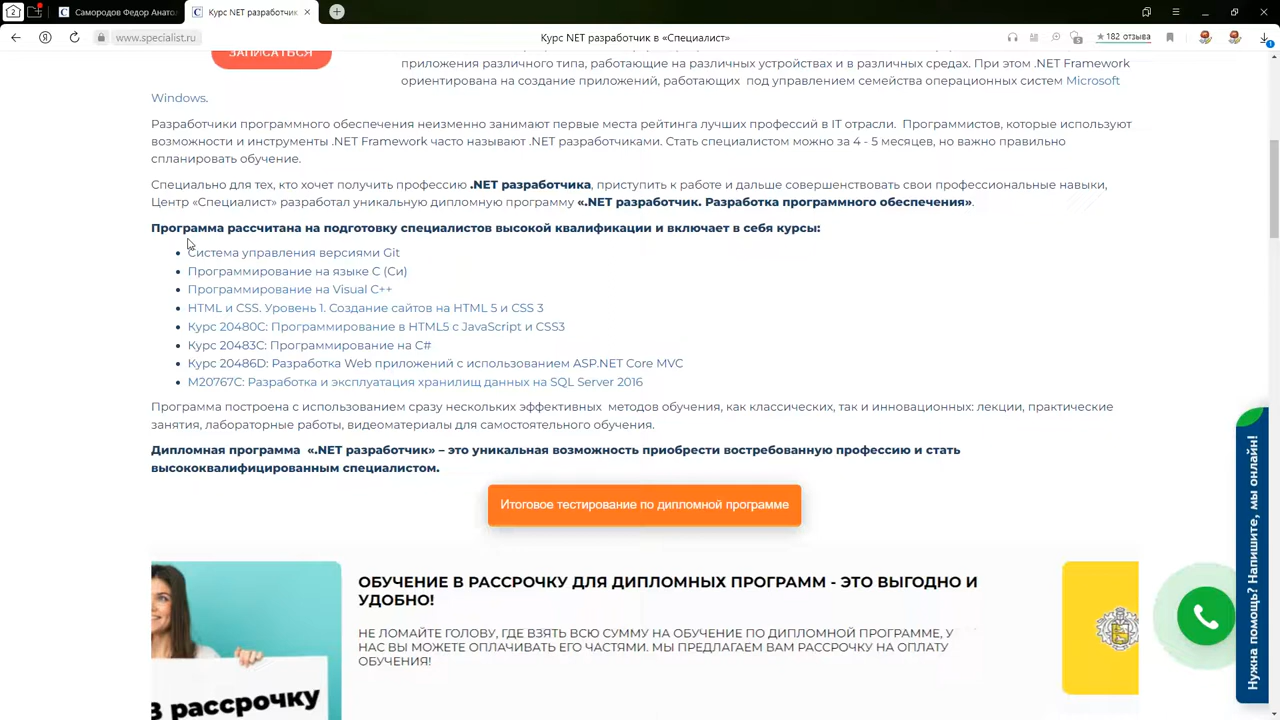 Самородов Федор Анато
Курс NET разработчик
www.specialist.ru
Курс NET разработчик в «Специалист»
182 отзыва
ЗАПИСАТЬСЯ
приложения различного типа, работающие на различных устройствах и в различных средах. При этом .NET Framework
ориентирована на создание приложений, работающих под управлением семейства операционных систем Microsoft
Windows.
Разработчики программного обеспечения неизменно занимают первые места рейтинга лучших профессий в IT отрасли. Программистов, которые используют
возможности и инструменты .NET Framework часто называют .NET разработчиками. Стать специалистом можно за 4 - 5 месяцев, но важно правильно
спланировать обучение.
Специально для тех, кто хочет получить профессию .NET разработчика, приступить к работе и дальше совершенствовать свои профессиональные навыки,
Центр «Специалист» разработал уникальную дипломную программу «.NET разработчик. Разработка программного обеспечения».
Программа рассчитана на подготовку специалистов высокой квалификации и включает в себя курсы:
Система управления версиями Git
Программирование на языке C (Си)
Программирование на Visual C++
HTML и CSS. Уровень 1. Создание сайтов на HTML 5 и CSS 3
Курс 20480C: Программирование в HTML5 с JavaScript и CSS3
Курс 20483C: Программирование на C#
Курс 20486D: Разработка Web приложений с использованием ASP.NET Core MVC
M20767C: Разработка и эксплуатация хранилищ данных на SQL Server 2016
Программа построена с использованием сразу нескольких эффективных методов обучения, как классических, так и инновационных: лекции, практические
занятия, лабораторные работы, видеоматериалы для самостоятельного обучения.
Дипломная программа «.NET разработчик» – это уникальная возможность приобрести востребованную профессию и стать
высококвалифицированным специалистом.
Итоговое тестирование по дипломной программе
ОБУЧЕНИЕ В РАССРОЧКУ ДЛЯ ДИПЛОМНЫХ ПРОГРАММ - ЭТО ВЫГОДНО И
УДОБНО!
НЕ ЛОМАЙТЕ ГОЛОВУ, ГДЕ ВЗЯТЬ ВСЮ СУММУ НА ОБУЧЕНИЕ ПО ДИПЛОМНОЙ ПРОГРАММЕ, У
НАС ВЫ МОЖЕТЕ ОПЛАЧИВАТЬ ЕГО ЧАСТЯМИ. МЫ ПРЕДЛАГАЕМ ВАМ РАССРОЧКУ НА ОПЛАТУ
ОБУЧЕНИЯ!
В рассрочку
Нужна помощь? Напишите, мы онлайн!